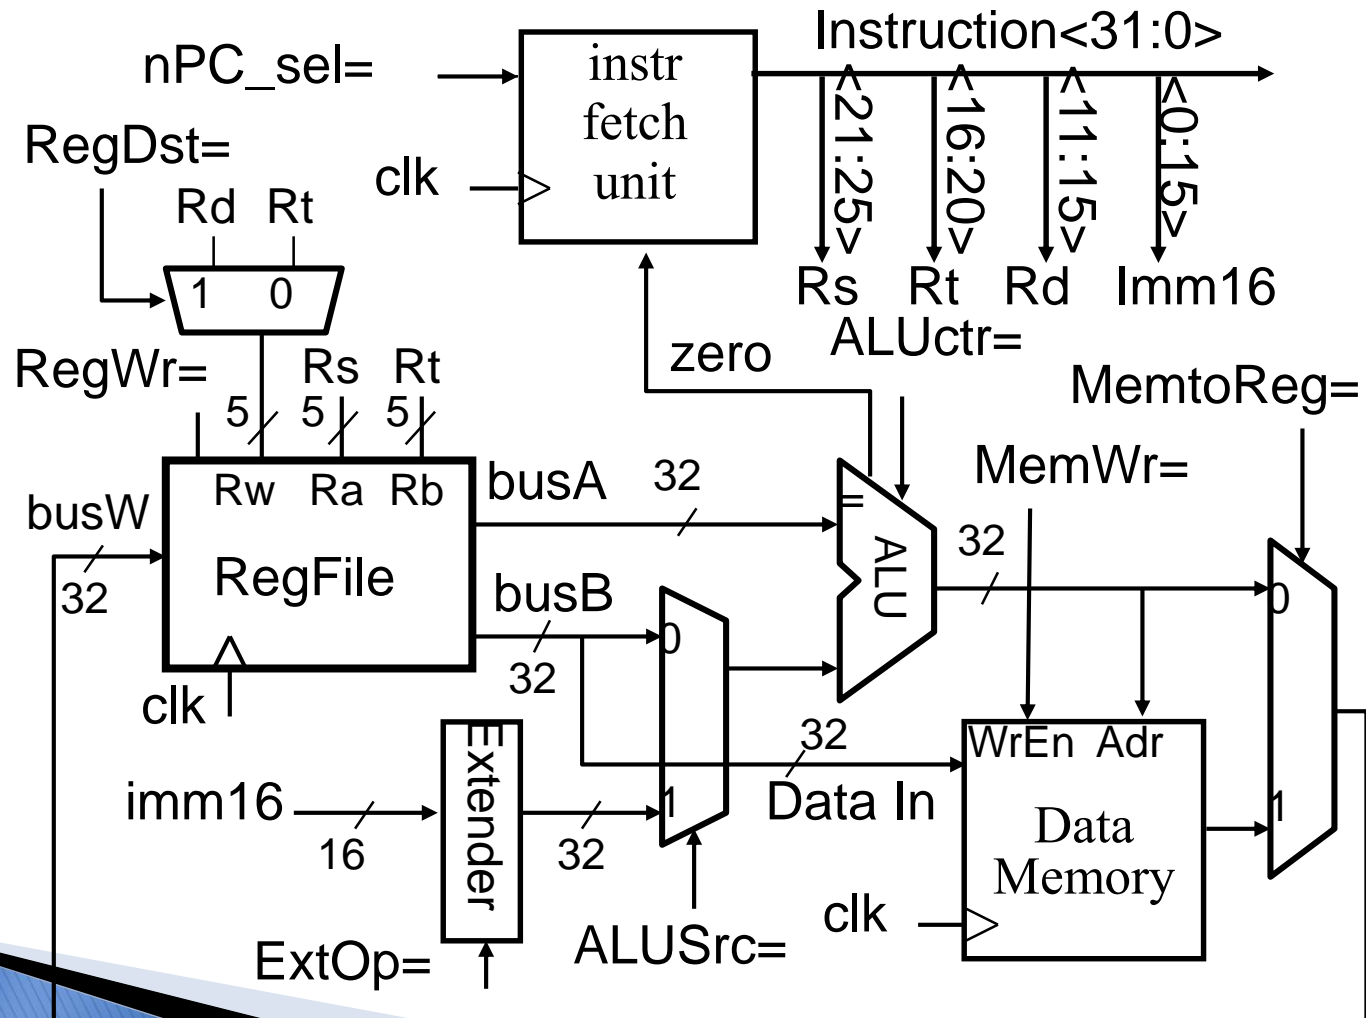 Instruction<31:0>
nPC_sel=
instr
fetch
unit
<21:25>
<16:20>
<11:15>
<0:15>
RegDst=
clk
Rd Rt
1 0
Rs Rt Rd Imm16
ALUctr=
zero
RegWr=
Rs Rt
5 5 5
MemtoReg=
MemWr=
Rw Ra Rb
busA
32
=
busW
32
RegFile
ALU
32
busB
32
0
0
clk
Extender
32
WrEn Adr
imm16
16
32
1
Data In
Data
Memory
1
clk
ExtOp=
ALUSrc=